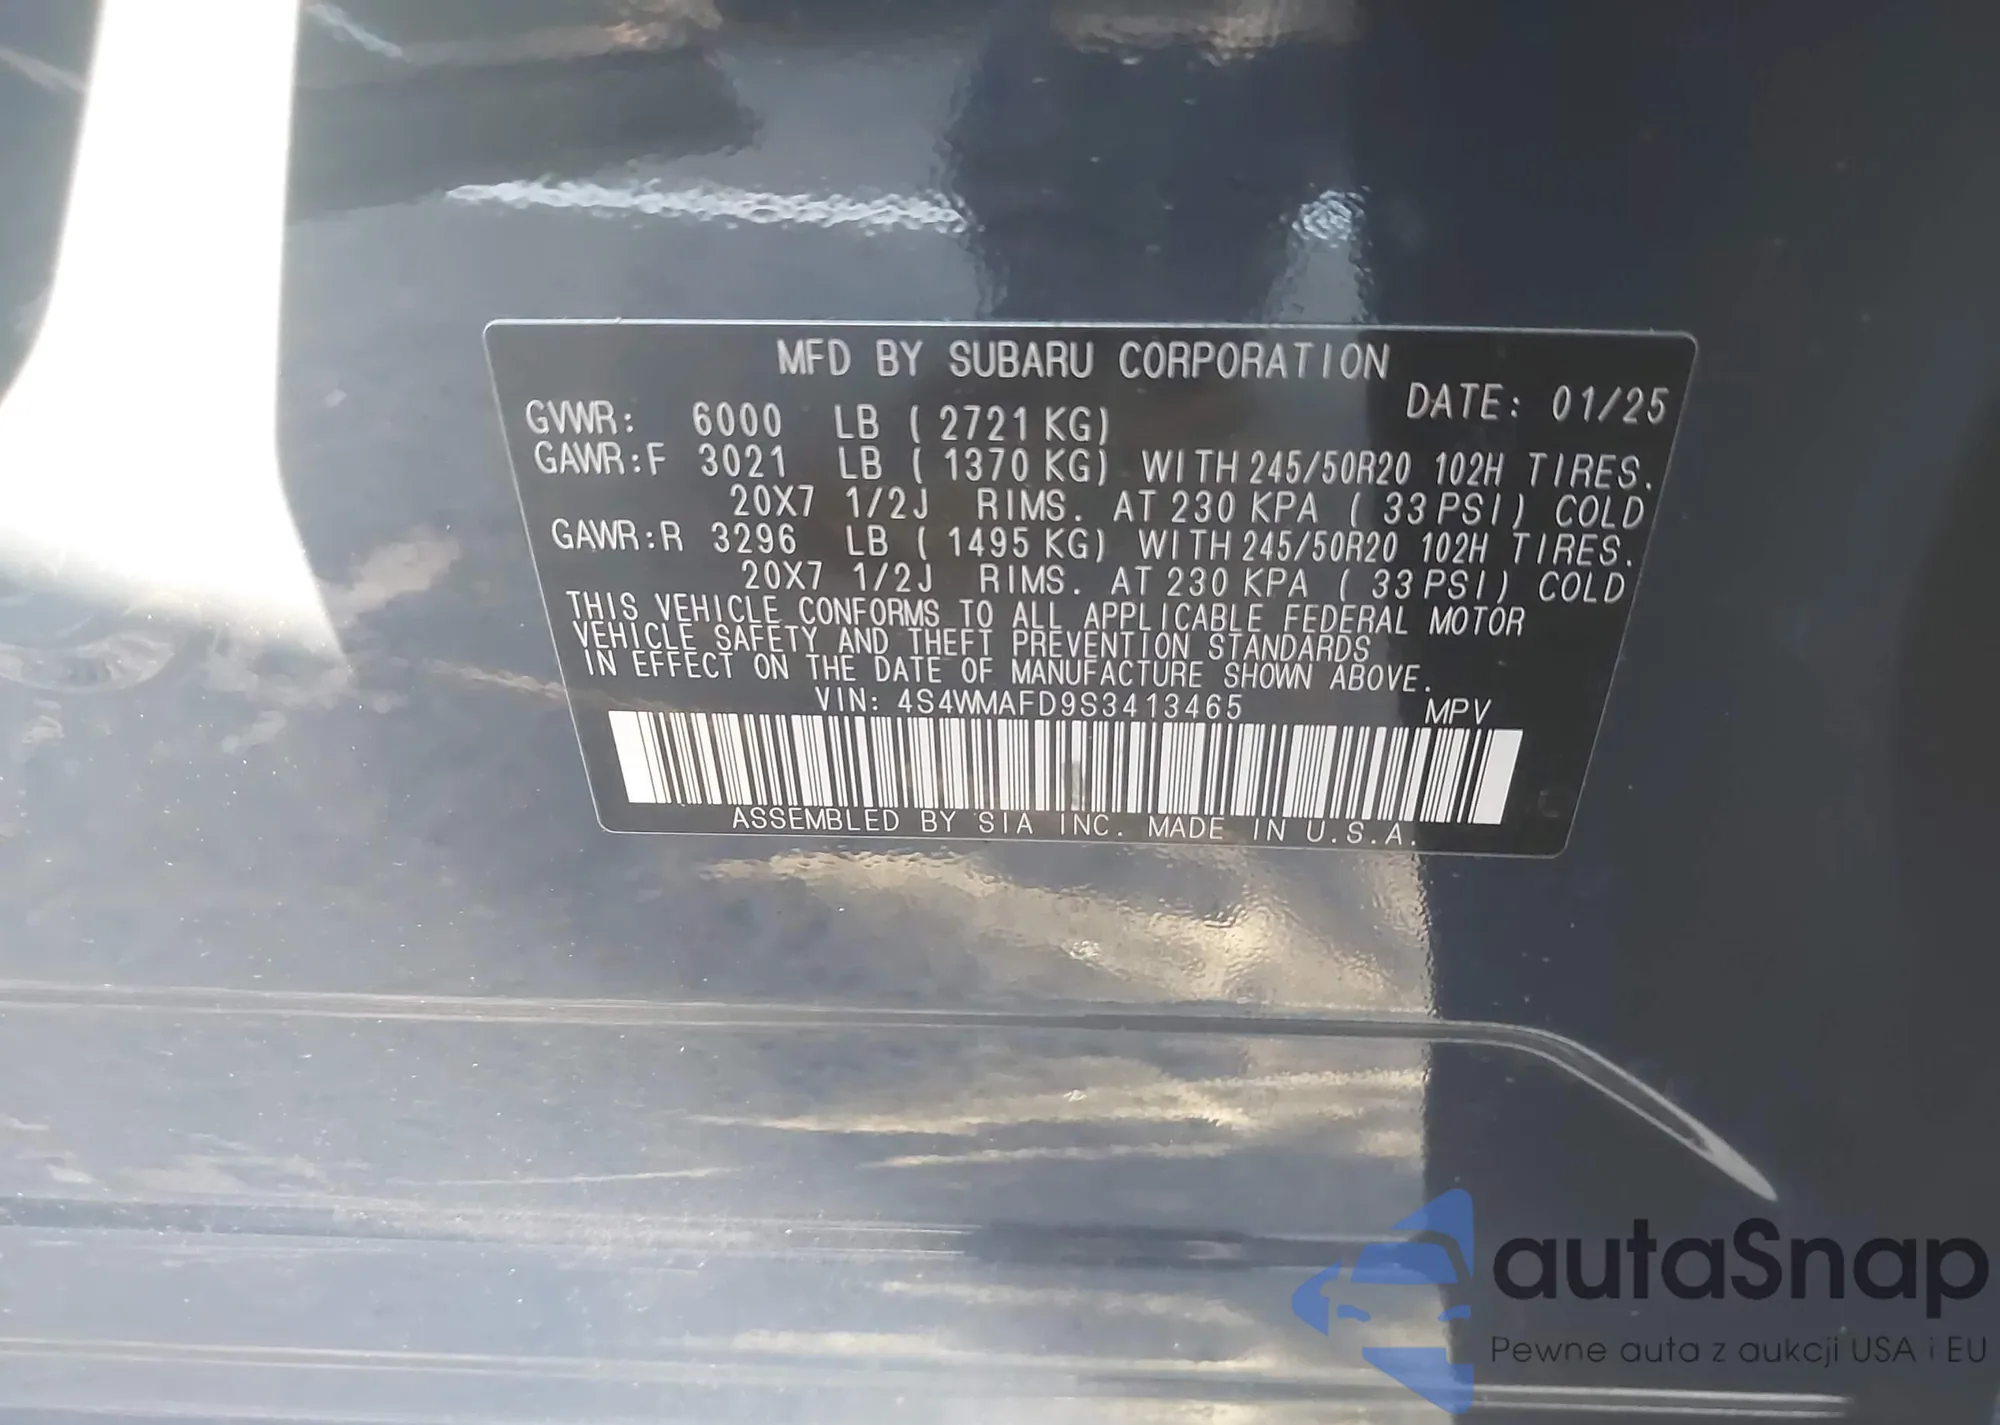 MFD BY SUBARU CORPORATION
DATE: 01/25
GVWR: 6000 LB ( 2721 KG)
GAWR:F 3021 LB ( 1370 KG) WITH 245/50R20 102H TIRES.
20X7 1/2J RIMS. AT 230 KPA ( 33 PSI) COLD
GAWR:R 3296 LB ( 1495 KG) WITH 245/50R20 102H TIRES.
20X7 1/2J RIMS. AT 230 KPA ( 33 PSI) COLD
THIS VEHICLE CONFORMS TO ALL APPLICABLE FEDERAL MOTOR
VEHICLE SAFETY AND THEFT PREVENTION STANDARDS
IN EFFECT ON THE DATE OF MANUFACTURE SHOWN ABOVE.
VIN: 4S4WMAFD9S3413465 MPV
ASSEMBLED BY SIA INC. MADE IN U.S.A.
autaSnap
Pewne auta z aukcji USA i EU